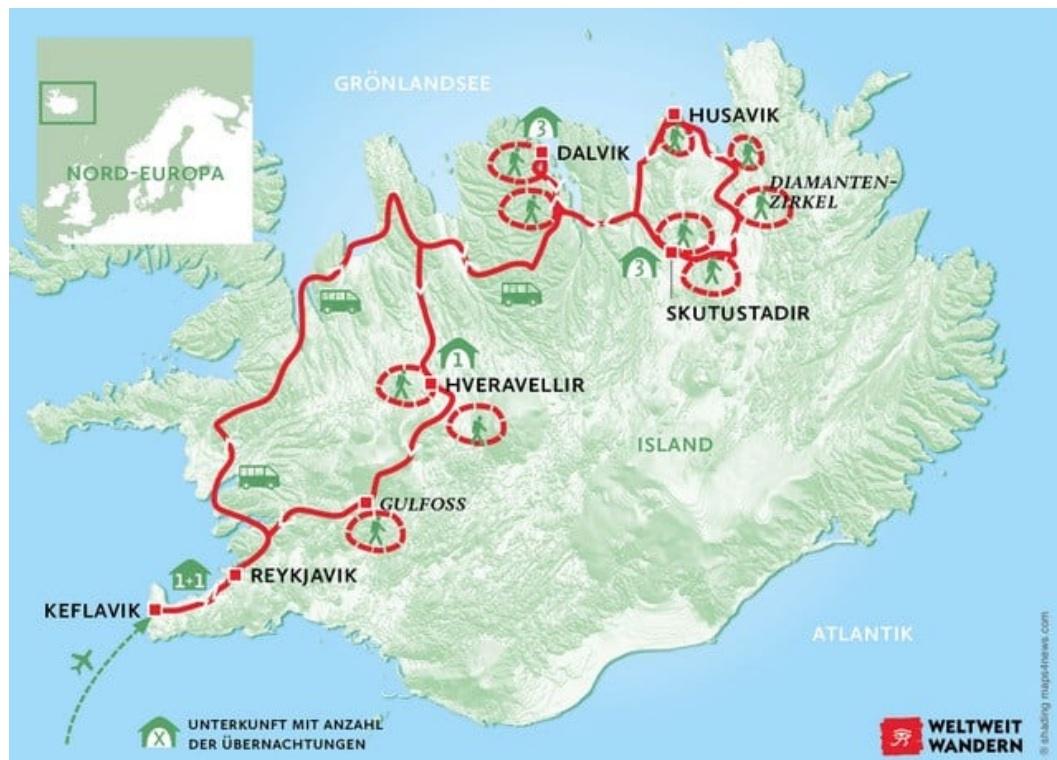 GRÖNLANDSEE
NORD-EUROPA
3
HUSAVIK
DALVIK
DIAMANTEN-
ZIRKEL
3
SKUTUSTADIR
1
HVERAVELLIR
ISLAND
GULFOSS
1+1
REYKJAVIK
KEFLAVIK
ATLANTIK
X
UNTERKUNFT MIT ANZAHL
DER ÜBERNACHTUNGEN
WELTWEIT
WANDERN
© shading maps4news.com